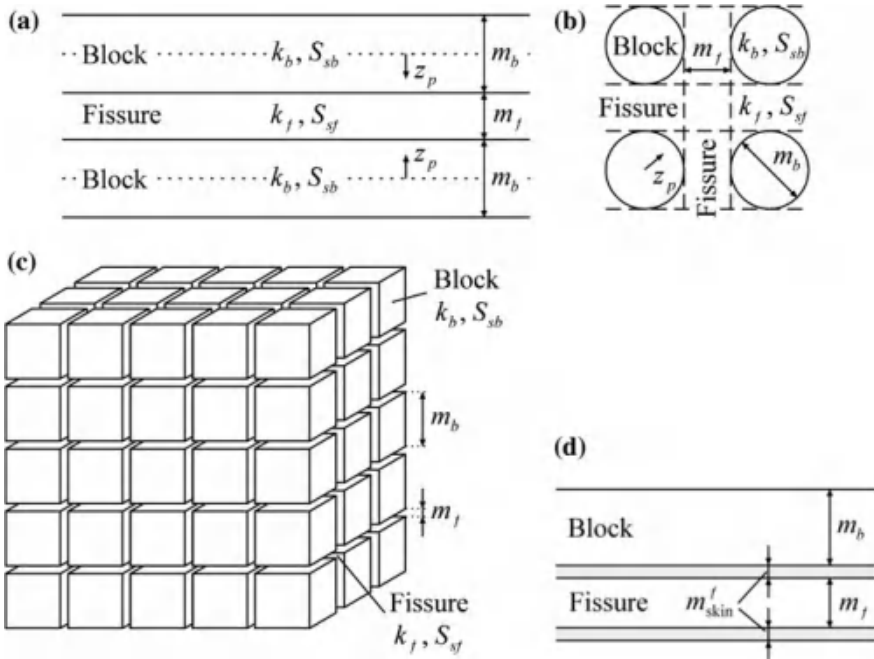 (a)
Block k_b, S_sb z_p m_b
Fissure k_f, S_sf m_f
Block k_b, S_sb z_p m_b
(b)
Block m_f k_b, S_sb
Fissure k_f, S_sf
z_p Fissure m_b
(c)
Block
k_b, S_sb
m_b
m_f
Fissure
k_f, S_sf
(d)
Block m_b
Fissure m^f_skin m_f